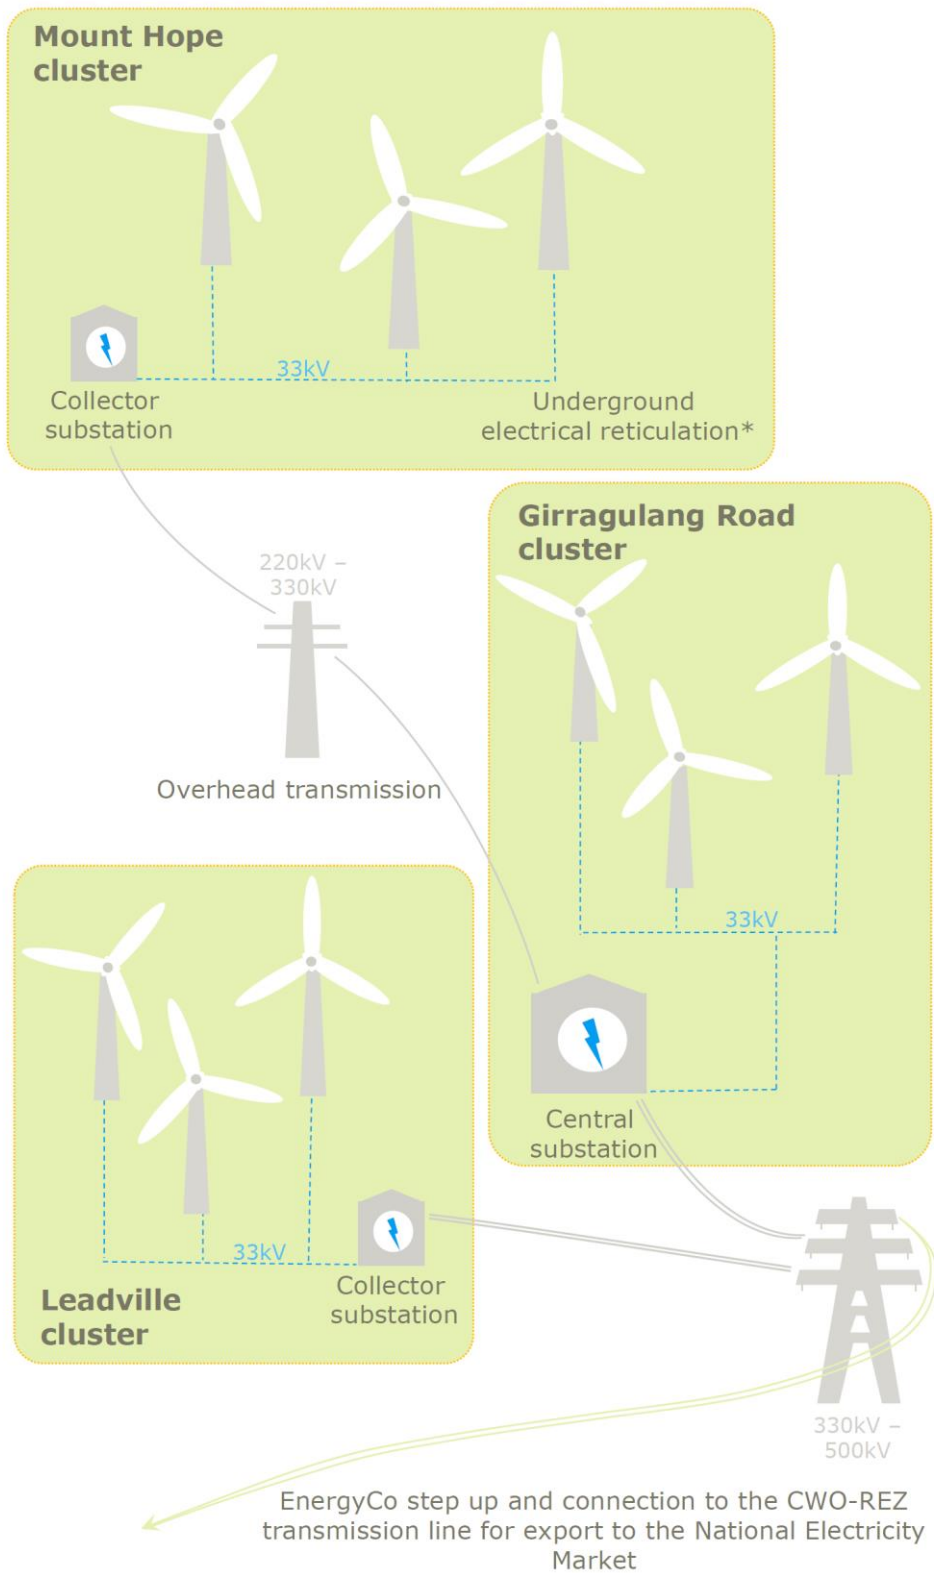 Mount Hope
cluster
33kV
Collector
substation
Underground
electrical reticulation*
Girragulang Road
cluster
220kV –
330kV
Overhead transmission
33kV
Central
substation
33kV
Collector
substation
Leadville
cluster
330kV –
500kV
EnergyCo step up and connection to the CWO-REZ
transmission line for export to the National Electricity
Market